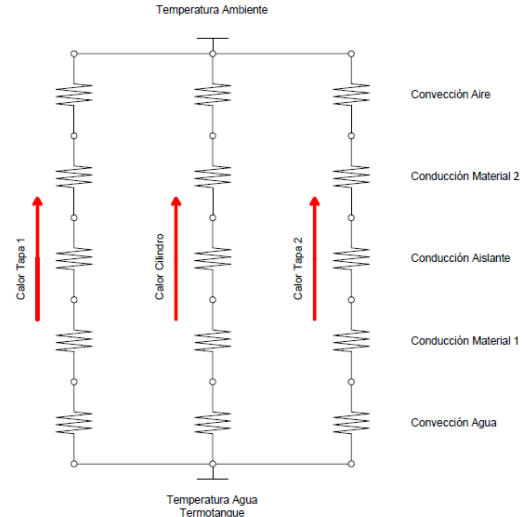 Temperatura Ambiente
Convección Aire
Conducción Material 2
Calor Tapa 1
Calor Cilindro
Calor Tapa 2
Conducción Aislante
Conducción Material 1
Convección Agua
Temperatura Agua
Termotanque